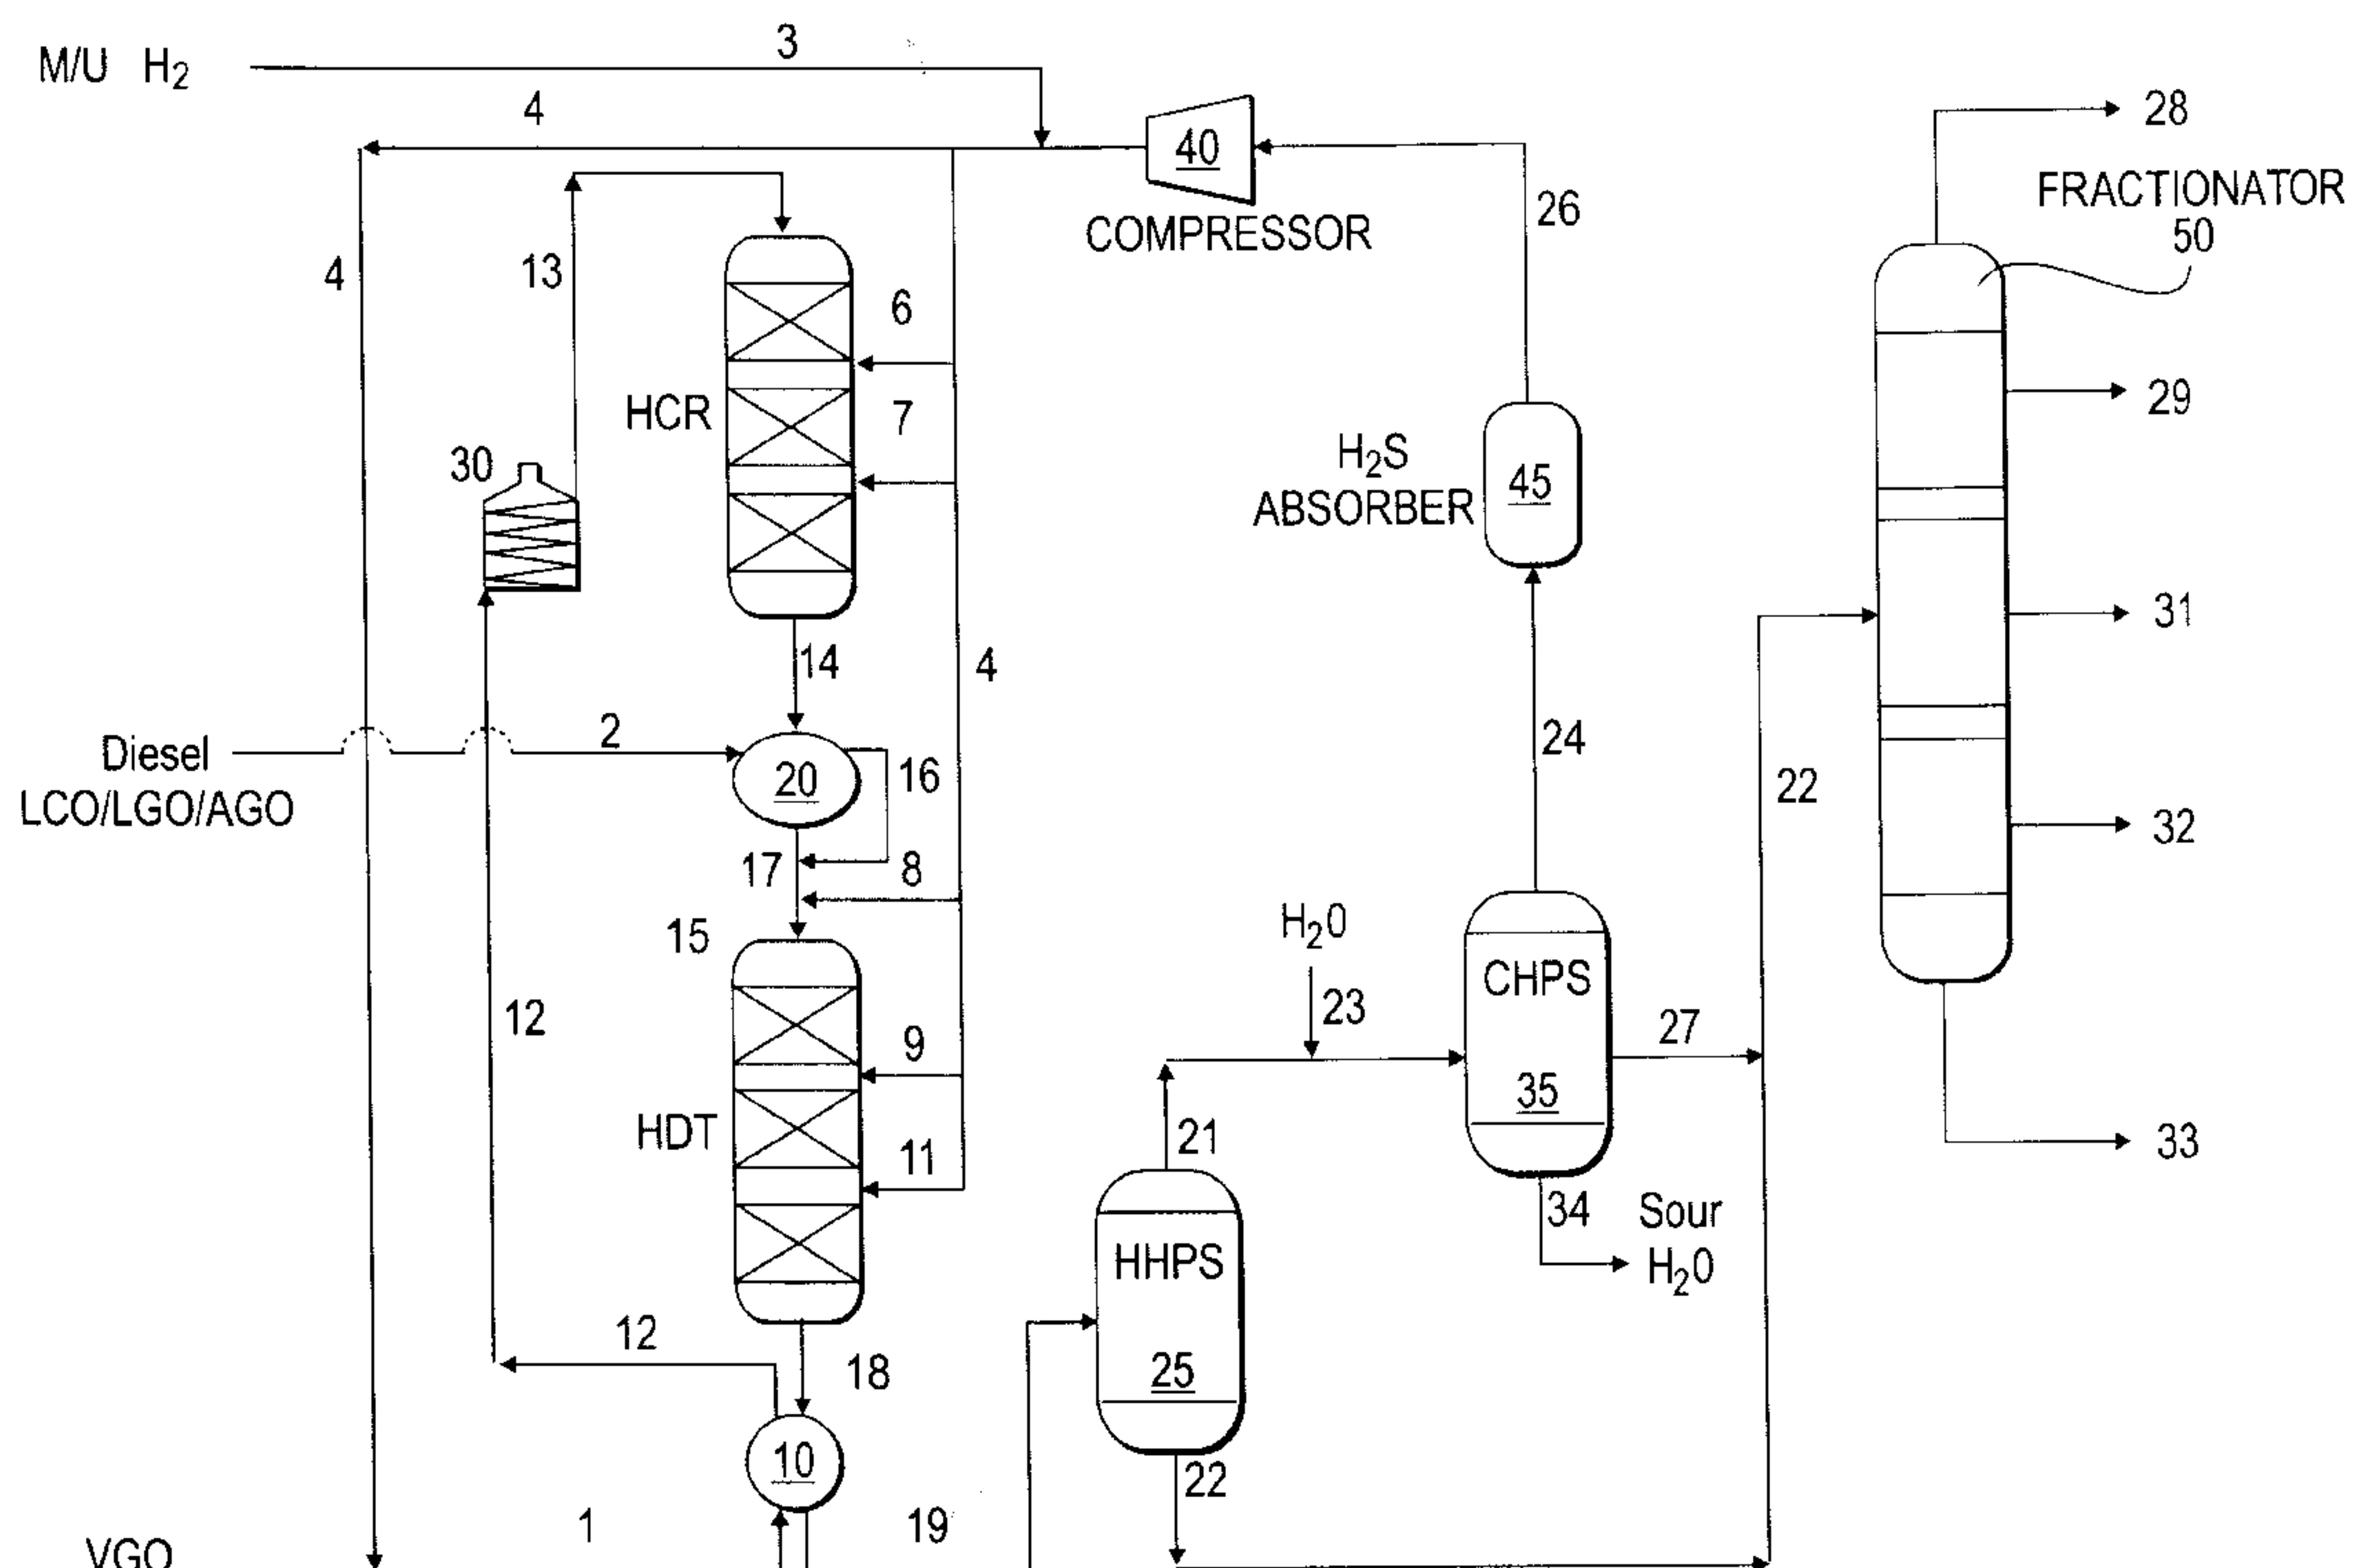 3
M/U H₂
4
28
40
FRACTIONATOR
50
COMPRESSOR
26
4
13
6
29
HCR
7
30
H₂S
ABSORBER
45
31
14
4
2
Diesel
LCO/LGO/AGO
20
16
24
22
32
17
8
15
H₂0
CHPS
12
23
27
9
35
HDT
11
21
33
34
Sour
H₂0
HHPS
12
18
25
10
22
1
19
VGO